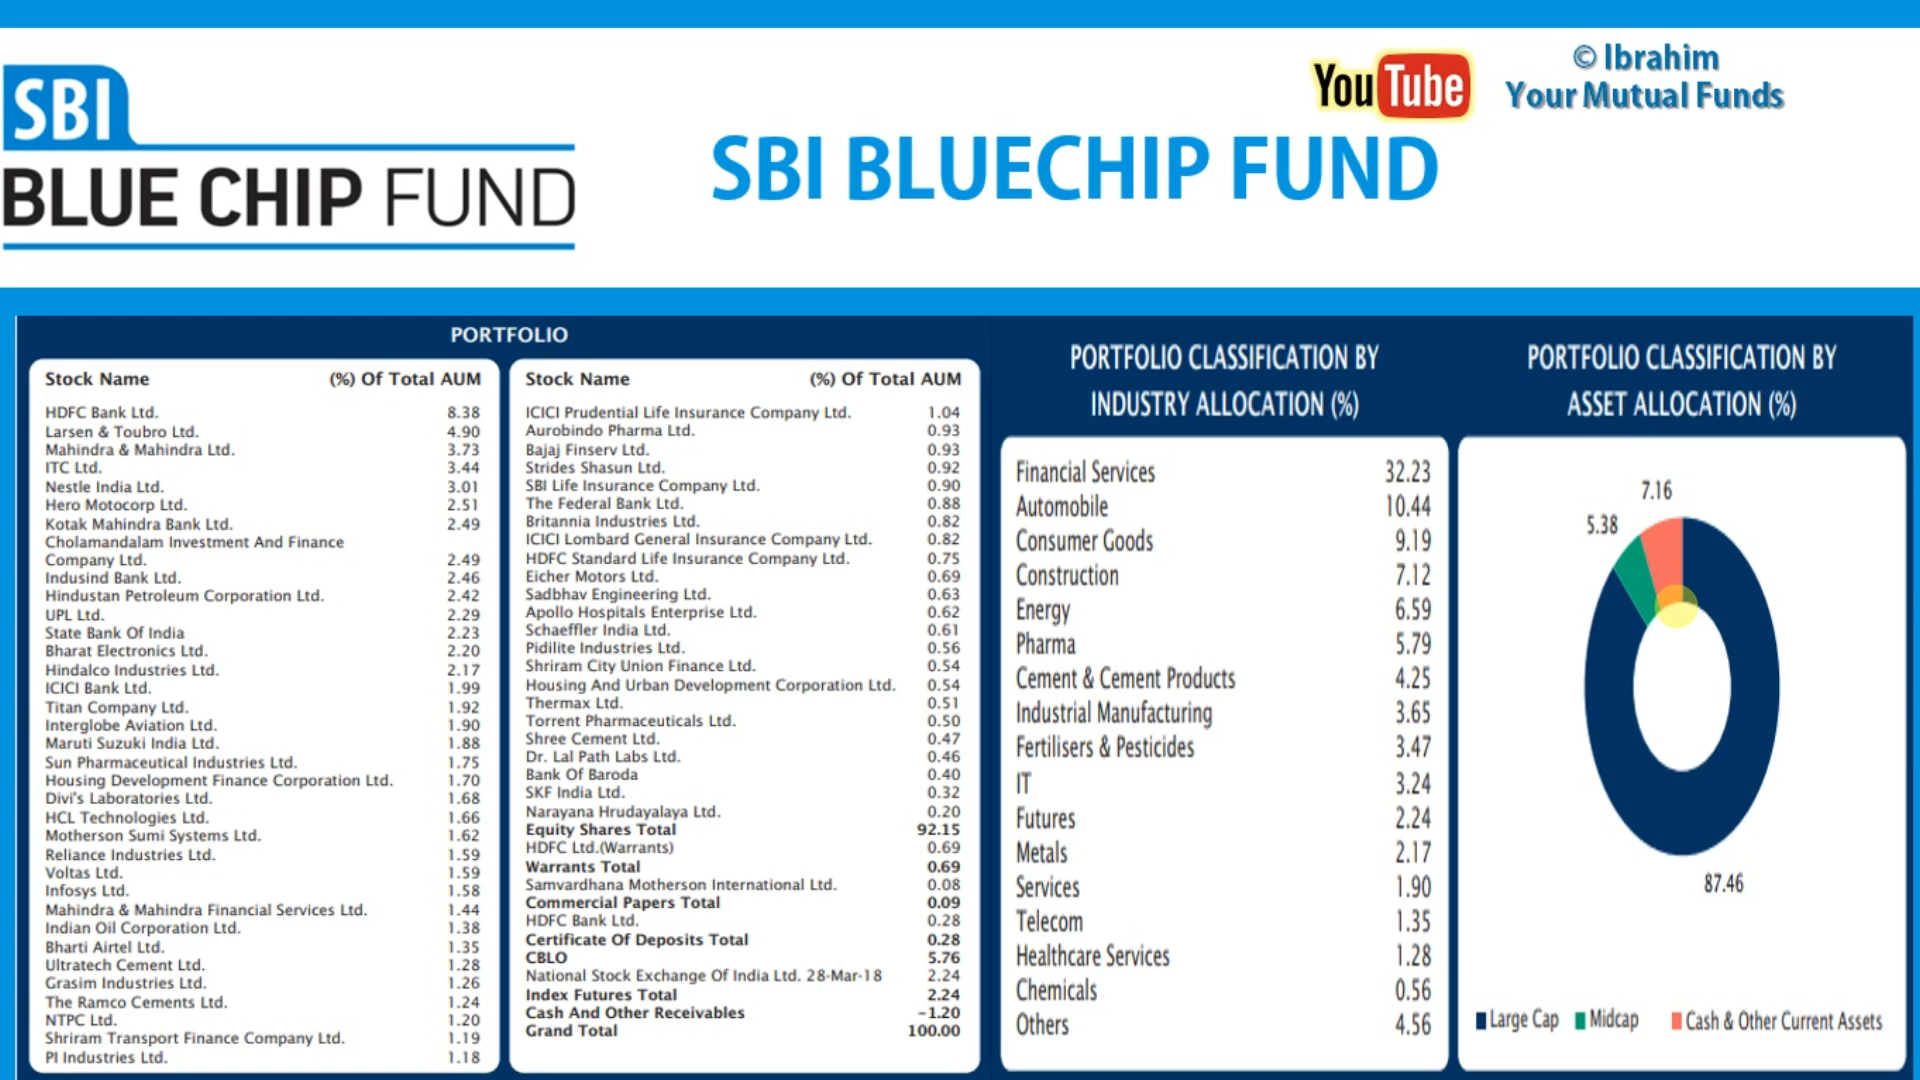 SBI
BLUE CHIP FUND
SBI BLUECHIP FUND
YouTube
© Ibrahim
Your Mutual Funds
PORTFOLIO
Stock Name (%) Of Total AUM
HDFC Bank Ltd. 8.38
Larsen & Toubro Ltd. 4.90
Mahindra & Mahindra Ltd. 3.73
ITC Ltd. 3.44
Nestle India Ltd. 3.01
Hero Motocorp Ltd. 2.51
Kotak Mahindra Bank Ltd. 2.49
Cholamandalam Investment And Finance
Company Ltd. 2.49
Indusind Bank Ltd. 2.46
Hindustan Petroleum Corporation Ltd. 2.42
UPL Ltd. 2.29
State Bank Of India 2.23
Bharat Electronics Ltd. 2.20
Hindalco Industries Ltd. 2.17
ICICI Bank Ltd. 1.99
Titan Company Ltd. 1.92
Interglobe Aviation Ltd. 1.90
Maruti Suzuki India Ltd. 1.88
Sun Pharmaceutical Industries Ltd. 1.75
Housing Development Finance Corporation Ltd. 1.70
Divi's Laboratories Ltd. 1.68
HCL Technologies Ltd. 1.66
Motherson Sumi Systems Ltd. 1.62
Reliance Industries Ltd. 1.59
Voltas Ltd. 1.59
Infosys Ltd. 1.58
Mahindra & Mahindra Financial Services Ltd. 1.44
Indian Oil Corporation Ltd. 1.38
Bharti Airtel Ltd. 1.35
Ultratech Cement Ltd. 1.28
Grasim Industries Ltd. 1.26
The Ramco Cements Ltd. 1.24
NTPC Ltd. 1.20
Shriram Transport Finance Company Ltd. 1.19
PI Industries Ltd. 1.18
Stock Name (%) Of Total AUM
ICICI Prudential Life Insurance Company Ltd. 1.04
Aurobindo Pharma Ltd. 0.93
Bajaj Finserv Ltd. 0.93
Strides Shasun Ltd. 0.92
SBI Life Insurance Company Ltd. 0.90
The Federal Bank Ltd. 0.88
Britannia Industries Ltd. 0.82
ICICI Lombard General Insurance Company Ltd. 0.82
HDFC Standard Life Insurance Company Ltd. 0.75
Eicher Motors Ltd. 0.69
Sadbhav Engineering Ltd. 0.63
Apollo Hospitals Enterprise Ltd. 0.62
Schaeffler India Ltd. 0.61
Pidilite Industries Ltd. 0.56
Shriram City Union Finance Ltd. 0.54
Housing And Urban Development Corporation Ltd. 0.54
Thermax Ltd. 0.51
Torrent Pharmaceuticals Ltd. 0.50
Shree Cement Ltd. 0.47
Dr. Lal Path Labs Ltd. 0.46
Bank Of Baroda 0.40
SKF India Ltd. 0.32
Narayana Hrudayalaya Ltd. 0.20
Equity Shares Total 92.15
HDFC Ltd.(Warrants) 0.69
Warrants Total 0.69
Samvardhana Motherson International Ltd. 0.08
Commercial Papers Total 0.09
HDFC Bank Ltd. 0.28
Certificate Of Deposits Total 0.28
CBLO 5.76
National Stock Exchange Of India Ltd. 28-Mar-18 2.24
Index Futures Total 2.24
Cash And Other Receivables -1.20
Grand Total 100.00
PORTFOLIO CLASSIFICATION BY
INDUSTRY ALLOCATION (%)
Financial Services 32.23
Automobile 10.44
Consumer Goods 9.19
Construction 7.12
Energy 6.59
Pharma 5.79
Cement & Cement Products 4.25
Industrial Manufacturing 3.65
Fertilisers & Pesticides 3.47
IT 3.24
Futures 2.24
Metals 2.17
Services 1.90
Telecom 1.35
Healthcare Services 1.28
Chemicals 0.56
Others 4.56
PORTFOLIO CLASSIFICATION BY
ASSET ALLOCATION (%)
7.16
5.38
87.46
Large Cap Midcap Cash & Other Current Assets